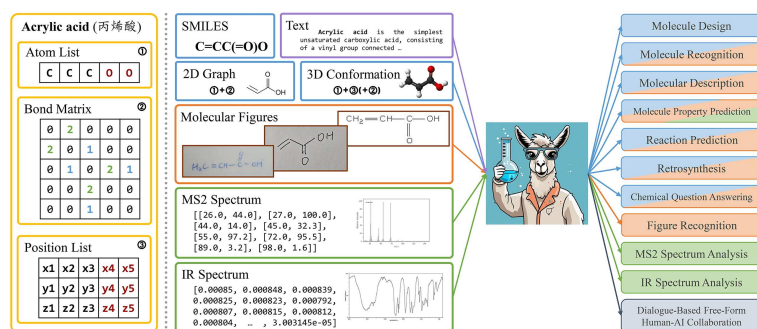 Acrylic acid (丙烯酸)
Atom List
①
C C C O O
Bond Matrix
②
0 2 0 0 0
2 0 1 0 0
0 1 0 2 1
0 0 2 0 0
0 0 1 0 0
Position List
③
x1 x2 x3 x4 x5
y1 y2 y3 y4 y5
z1 z2 z3 z4 z5
SMILES
C=CC(=O)O
Text
Acrylic acid is the simplest
unsaturated carboxylic acid, consisting
of a vinyl group connected …
2D Graph
①+②
O
OH
3D Conformation
①+③(+②)
Molecular Figures
H₂C=CH-C-OH
O
O
OH
CH₂=CH-C
O
OH
MS2 Spectrum
[[26.0, 44.0], [27.0, 100.0],
[44.0, 14.0], [45.0, 32.3],
[55.0, 97.2], [72.0, 95.5],
[89.0, 3.2], [98.0, 1.6]]
IR Spectrum
[0.00085, 0.000848, 0.000839,
0.000825, 0.000823, 0.000792,
0.000807, 0.000815, 0.000812,
0.000804, … , 3.003145e-05]
Molecule Design
Molecule Recognition
Molecular Description
Molecule Property Prediction
Reaction Prediction
Retrosynthesis
Chemical Question Answering
Figure Recognition
MS2 Spectrum Analysis
IR Spectrum Analysis
Dialogue-Based Free-Form
Human-AI Collaboration